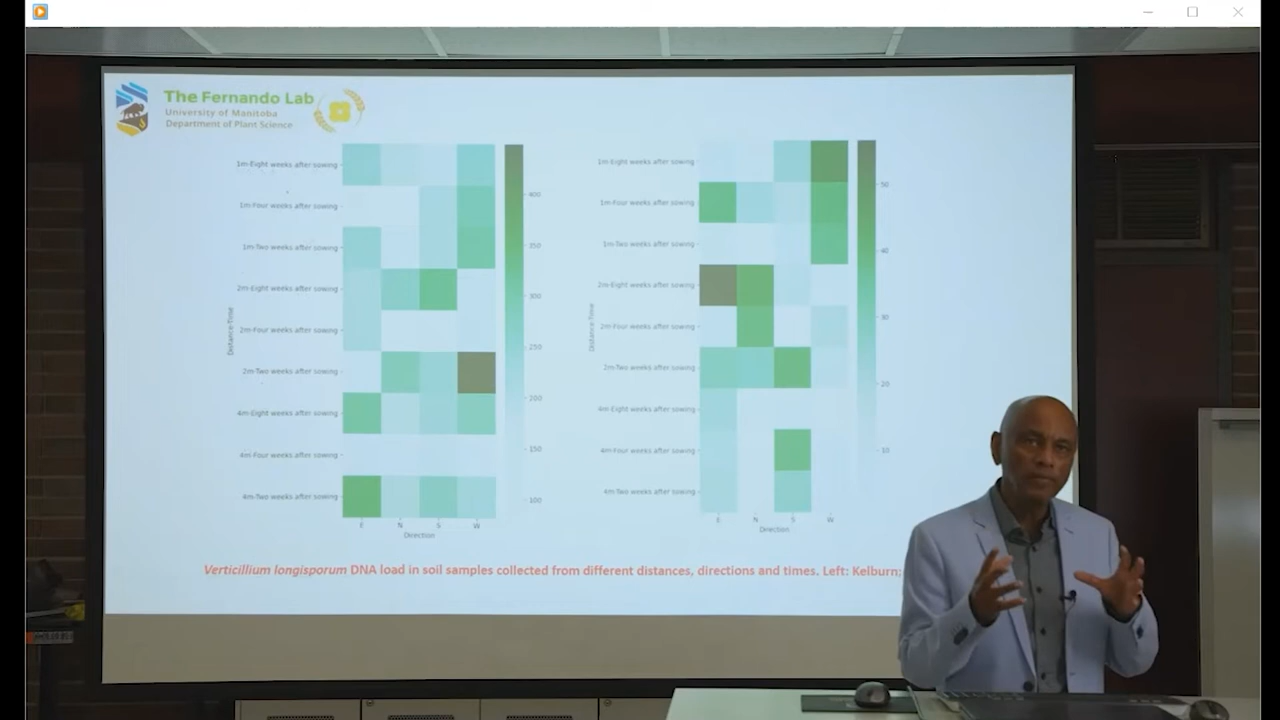 The Fernando Lab
University of Manitoba
Department of Plant Science
1m-Eight weeks after sowing
1m-Four weeks after sowing
1m-Two weeks after sowing
2m-Eight weeks after sowing
2m-Four weeks after sowing
2m-Two weeks after sowing
4m-Eight weeks after sowing
4m-Four weeks after sowing
4m-Two weeks after sowing
Distance-Time
E N S W
Direction
400
350
300
250
200
150
100
1m-Eight weeks after sowing
1m-Four weeks after sowing
1m-Two weeks after sowing
2m-Eight weeks after sowing
2m-Four weeks after sowing
2m-Two weeks after sowing
4m-Eight weeks after sowing
4m-Four weeks after sowing
4m-Two weeks after sowing
Distance-Time
E N S W
Direction
50
40
30
20
10
Verticillium longisporum DNA load in soil samples collected from different distances, directions and times. Left: Kelburn;